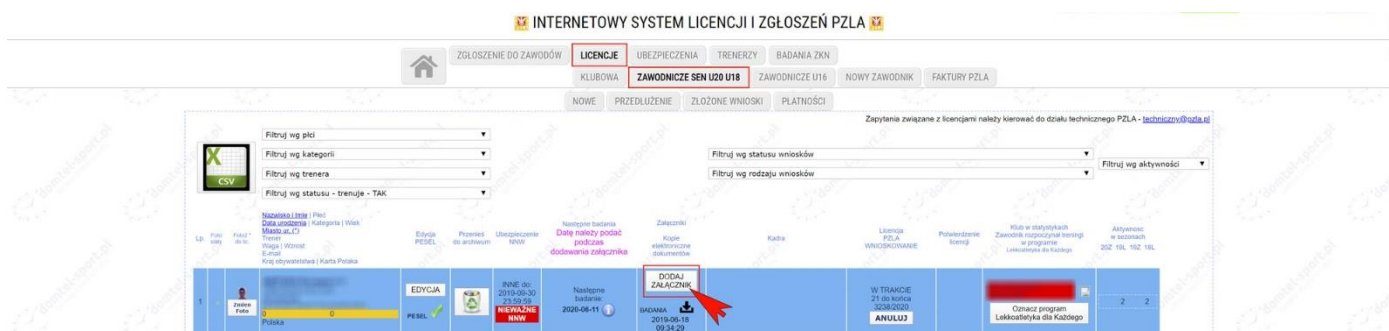 INTERNETOWY SYSTEM LICENCJI I ZGŁOSZEŃ PZLA
ZGŁOSZENIE DO ZAWODÓW LICENCJE UBEZPIECZENIA TRENERZY BADANIA ZKN
KLUBOWA ZAWODNICZE SEN U20 U18 ZAWODNICZE U16 NOWY ZAWODNIK FAKTURY PZLA
NOWE PRZEDŁUŻENIE ZŁOŻONE WNIOSKI PŁATNOŚCI
Zapytania związane z licencjami należy kierować do działu technicznego PZLA - techniczny@pzla.pl
CSV
Filtruj wg płci
Filtruj wg kategorii
Filtruj wg trenera
Filtruj wg statusu - trenuje - TAK
Filtruj wg statusu wniosków
Filtruj wg rodzaju wniosków
Filtruj wg aktywności
Lp.
Nazwisko i Imię | Płeć
Data urodzenia | Kategoria | Wiek
Miasto ur. (*)
Trener
Waga | Wzrost
E-mail
Kraj obywatelstwa | Karta Polaka
Edycja
PESEL
Przenieś
do archiwum
Ubezpieczenie
NNW
Następne badania
Datę należy podać
podczas
dodawania załącznika
Załączniki
Kopie
elektroniczne
dokumentów
Kadra
Licencja
PZLA
WNIOSKOWANIE
Potwierdzenie
licencji
Klub w statystykach
Zawodnik rozpoczynał treningi
w programie
Lekkoatletyka dla Każdego
Aktywność
w sezonach
20Z 19L 19Z 18L
1
Zmień
Foto
0 0
Polska
EDYCJA
PESEL
INNE do:
2019-09-30
23:59:59
NIEWAŻNE
NNW
Następne
badanie:
2020-06-11
DODAJ
ZAŁĄCZNIK
BADANIA
2019-06-18
09:34:29
W TRAKCIE
21 do końca
3238/2020
ANULUJ
Oznacz program
Lekkoatletyka dla Każdego
2 2